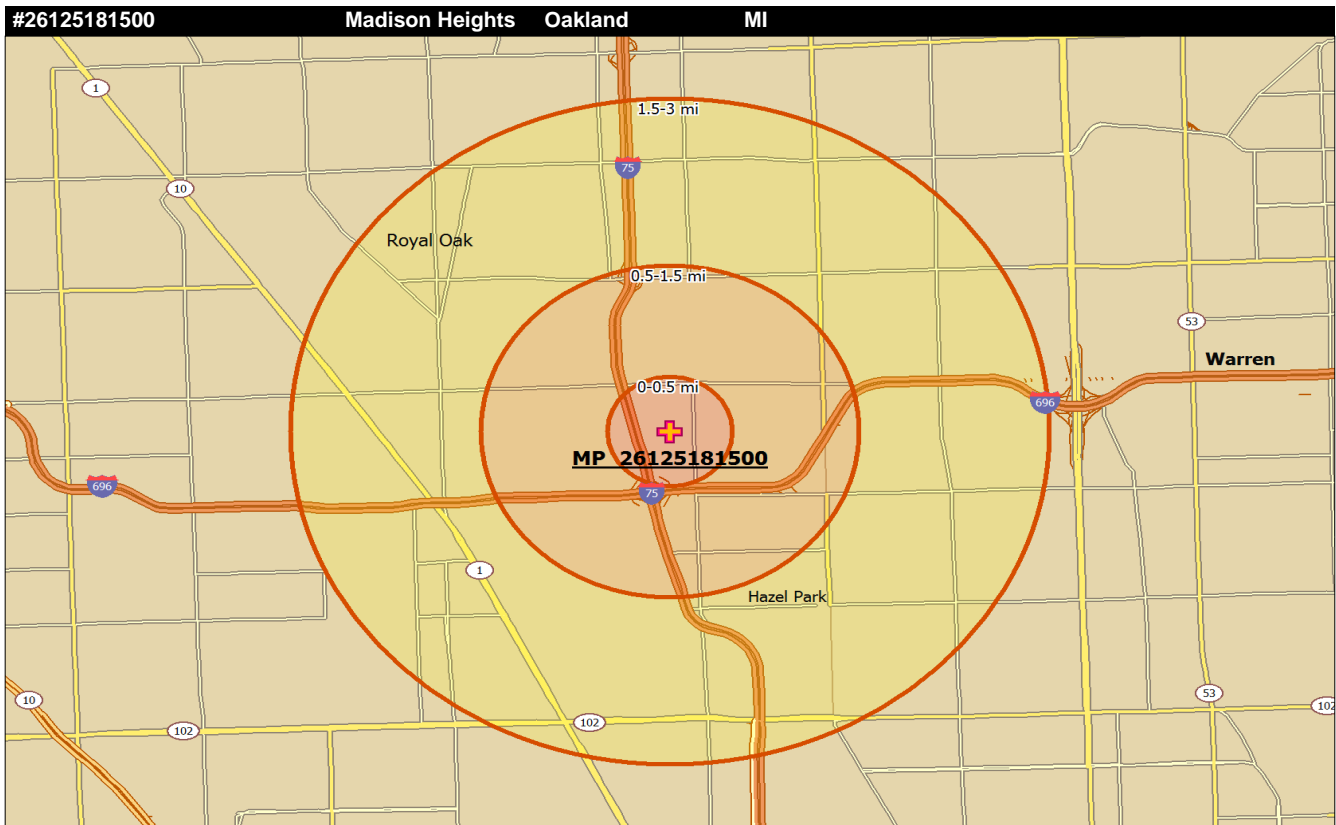 #26125181500 Madison Heights Oakland MI
1
1.5-3 mi
75
10
Royal Oak
0.5-1.5 mi
53
Warren
0-0.5 mi
696
MP 26125181500
696
75
1
Hazel Park
10
53
102
102
102